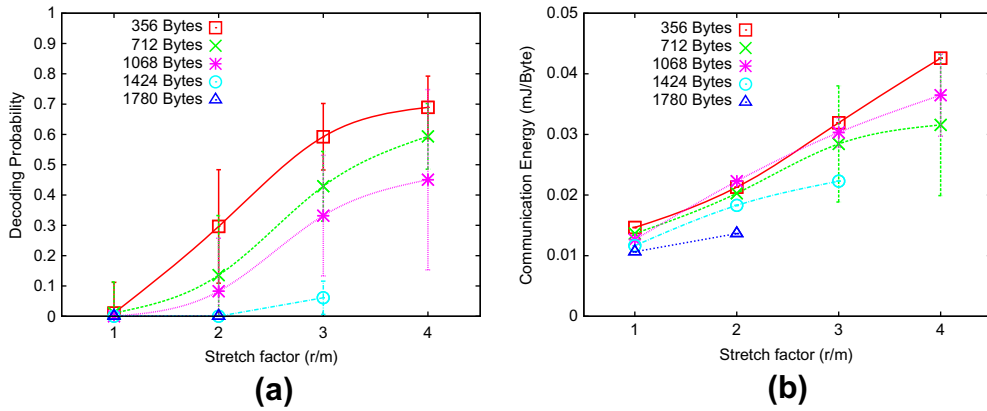 1
0.9
0.8
0.7
0.6
0.5
0.4
0.3
0.2
0.1
0
Decoding Probability
356 Bytes
712 Bytes
1068 Bytes
1424 Bytes
1780 Bytes
1 2 3 4
Stretch factor (r/m)
(a)
0.05
0.04
0.03
0.02
0.01
0
Communication Energy (mJ/Byte)
356 Bytes
712 Bytes
1068 Bytes
1424 Bytes
1780 Bytes
1 2 3 4
Stretch factor (r/m)
(b)